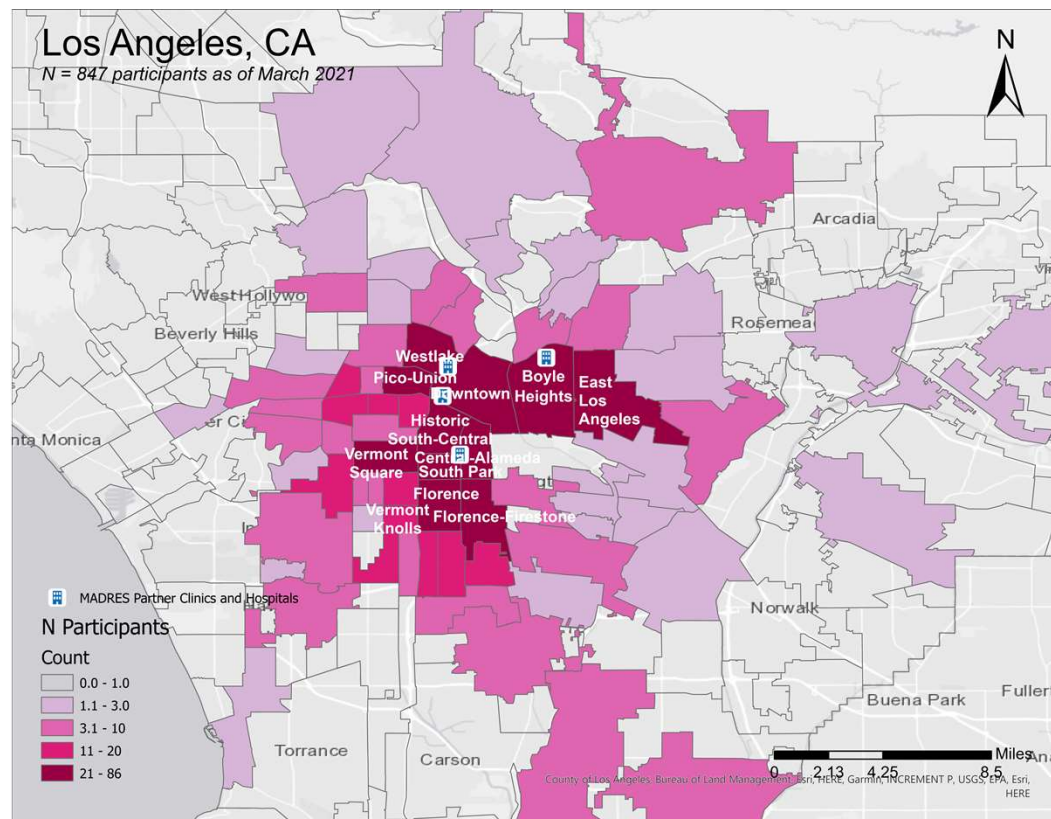 Los Angeles, CA
N = 847 participants as of March 2021
N
Arcadia
West Hollywo
Beverly Hills
Rosemead
Westlake
Pico-Union
Downtown
Boyle
Heights
East
Los
Angeles
er Ci
nta Monica
Historic
South-Central
Central-Alameda
South Park
Vermont
Square
Florence
Florence-Firestone
Vermont
Knolls
Norwalk
Buena Park
Fuller
Torrance
Carson
MADRES Partner Clinics and Hospitals
N Participants
Count
0.0 - 1.0
1.1 - 3.0
3.1 - 10
11 - 20
21 - 86
Miles
0 2.13 4.25 8.5
County of Los Angeles, Bureau of Land Management, Esri, HERE, Garmin, INCREMENT P, USGS, EPA, Esri,
HERE